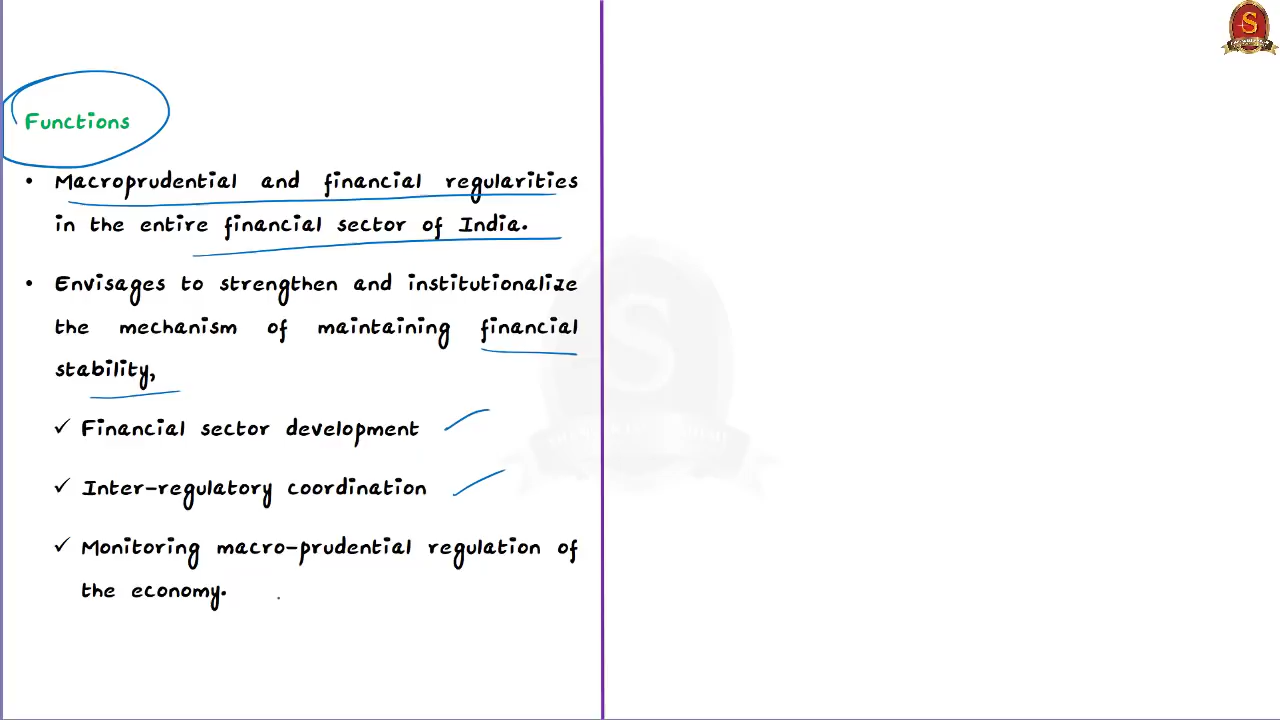 Functions
• Macroprudential and financial regularities
in the entire financial sector of India.
• Envisages to strengthen and institutionalize
the mechanism of maintaining financial
stability,
✓ Financial sector development
✓ Inter-regulatory coordination
✓ Monitoring macro-prudential regulation of
the economy.
S
S